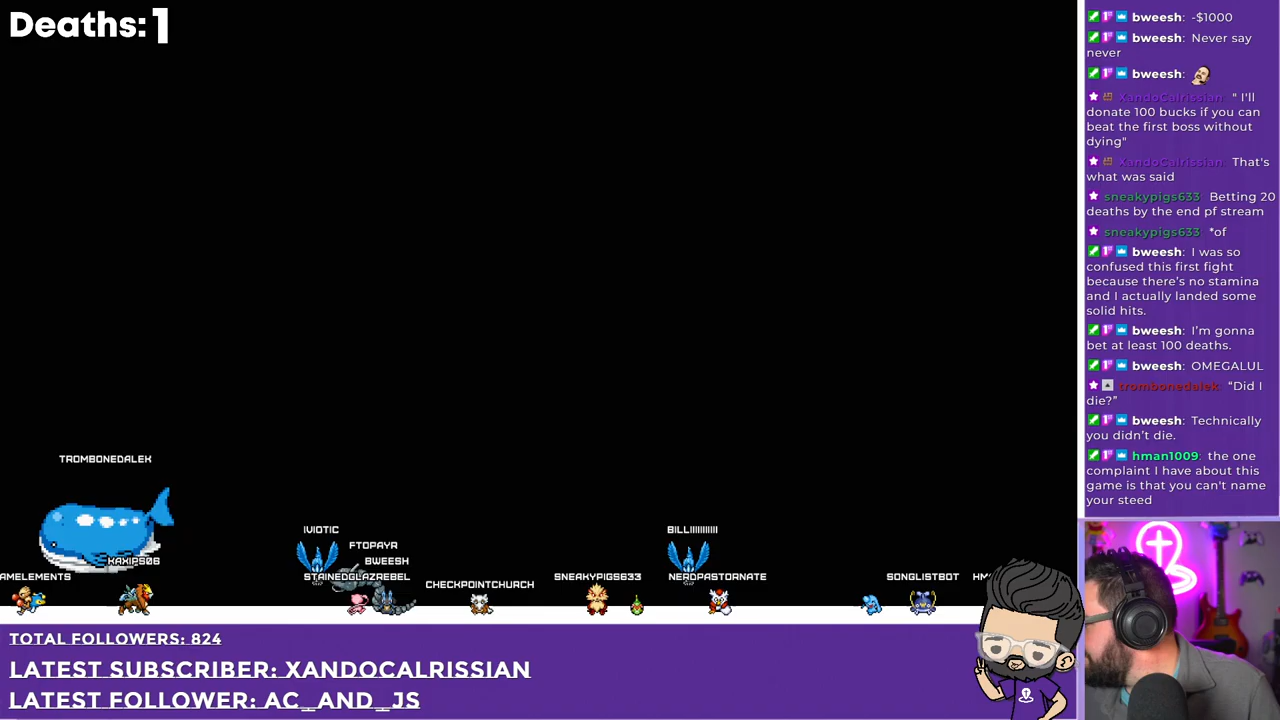 Deaths: 1
TROMBONEDALEK
KAXIPS06
AMELEMENTS
IVIOTIC
FTOPAYR
BWEESH
STAINEDGLAZREBEL
CHECKPOINTCHURCH
SNEAKYPIGS633
BILLIIIIIIIIII
NERDPASTORNATE
SONGLISTBOT
TOTAL FOLLOWERS: 824
LATEST SUBSCRIBER: XANDOCALRISSIAN
LATEST FOLLOWER: AC_AND_JS
bweesh: -$1000
bweesh: Never say
never
bweesh:
XandoCalrissian: " I'll
donate 100 bucks if you can
beat the first boss without
dying"
XandoCalrissian: That's
what was said
sneakypigs633 Betting 20
deaths by the end pf stream
sneakypigs633 *of
bweesh: I was so
confused this first fight
because there's no stamina
and I actually landed some
solid hits.
bweesh: I'm gonna
bet at least 100 deaths.
bweesh: OMEGALUL
trombonedalek: “Did I
die?”
bweesh: Technically
you didn't die.
hman1009: the one
complaint I have about this
game is that you can't name
your steed